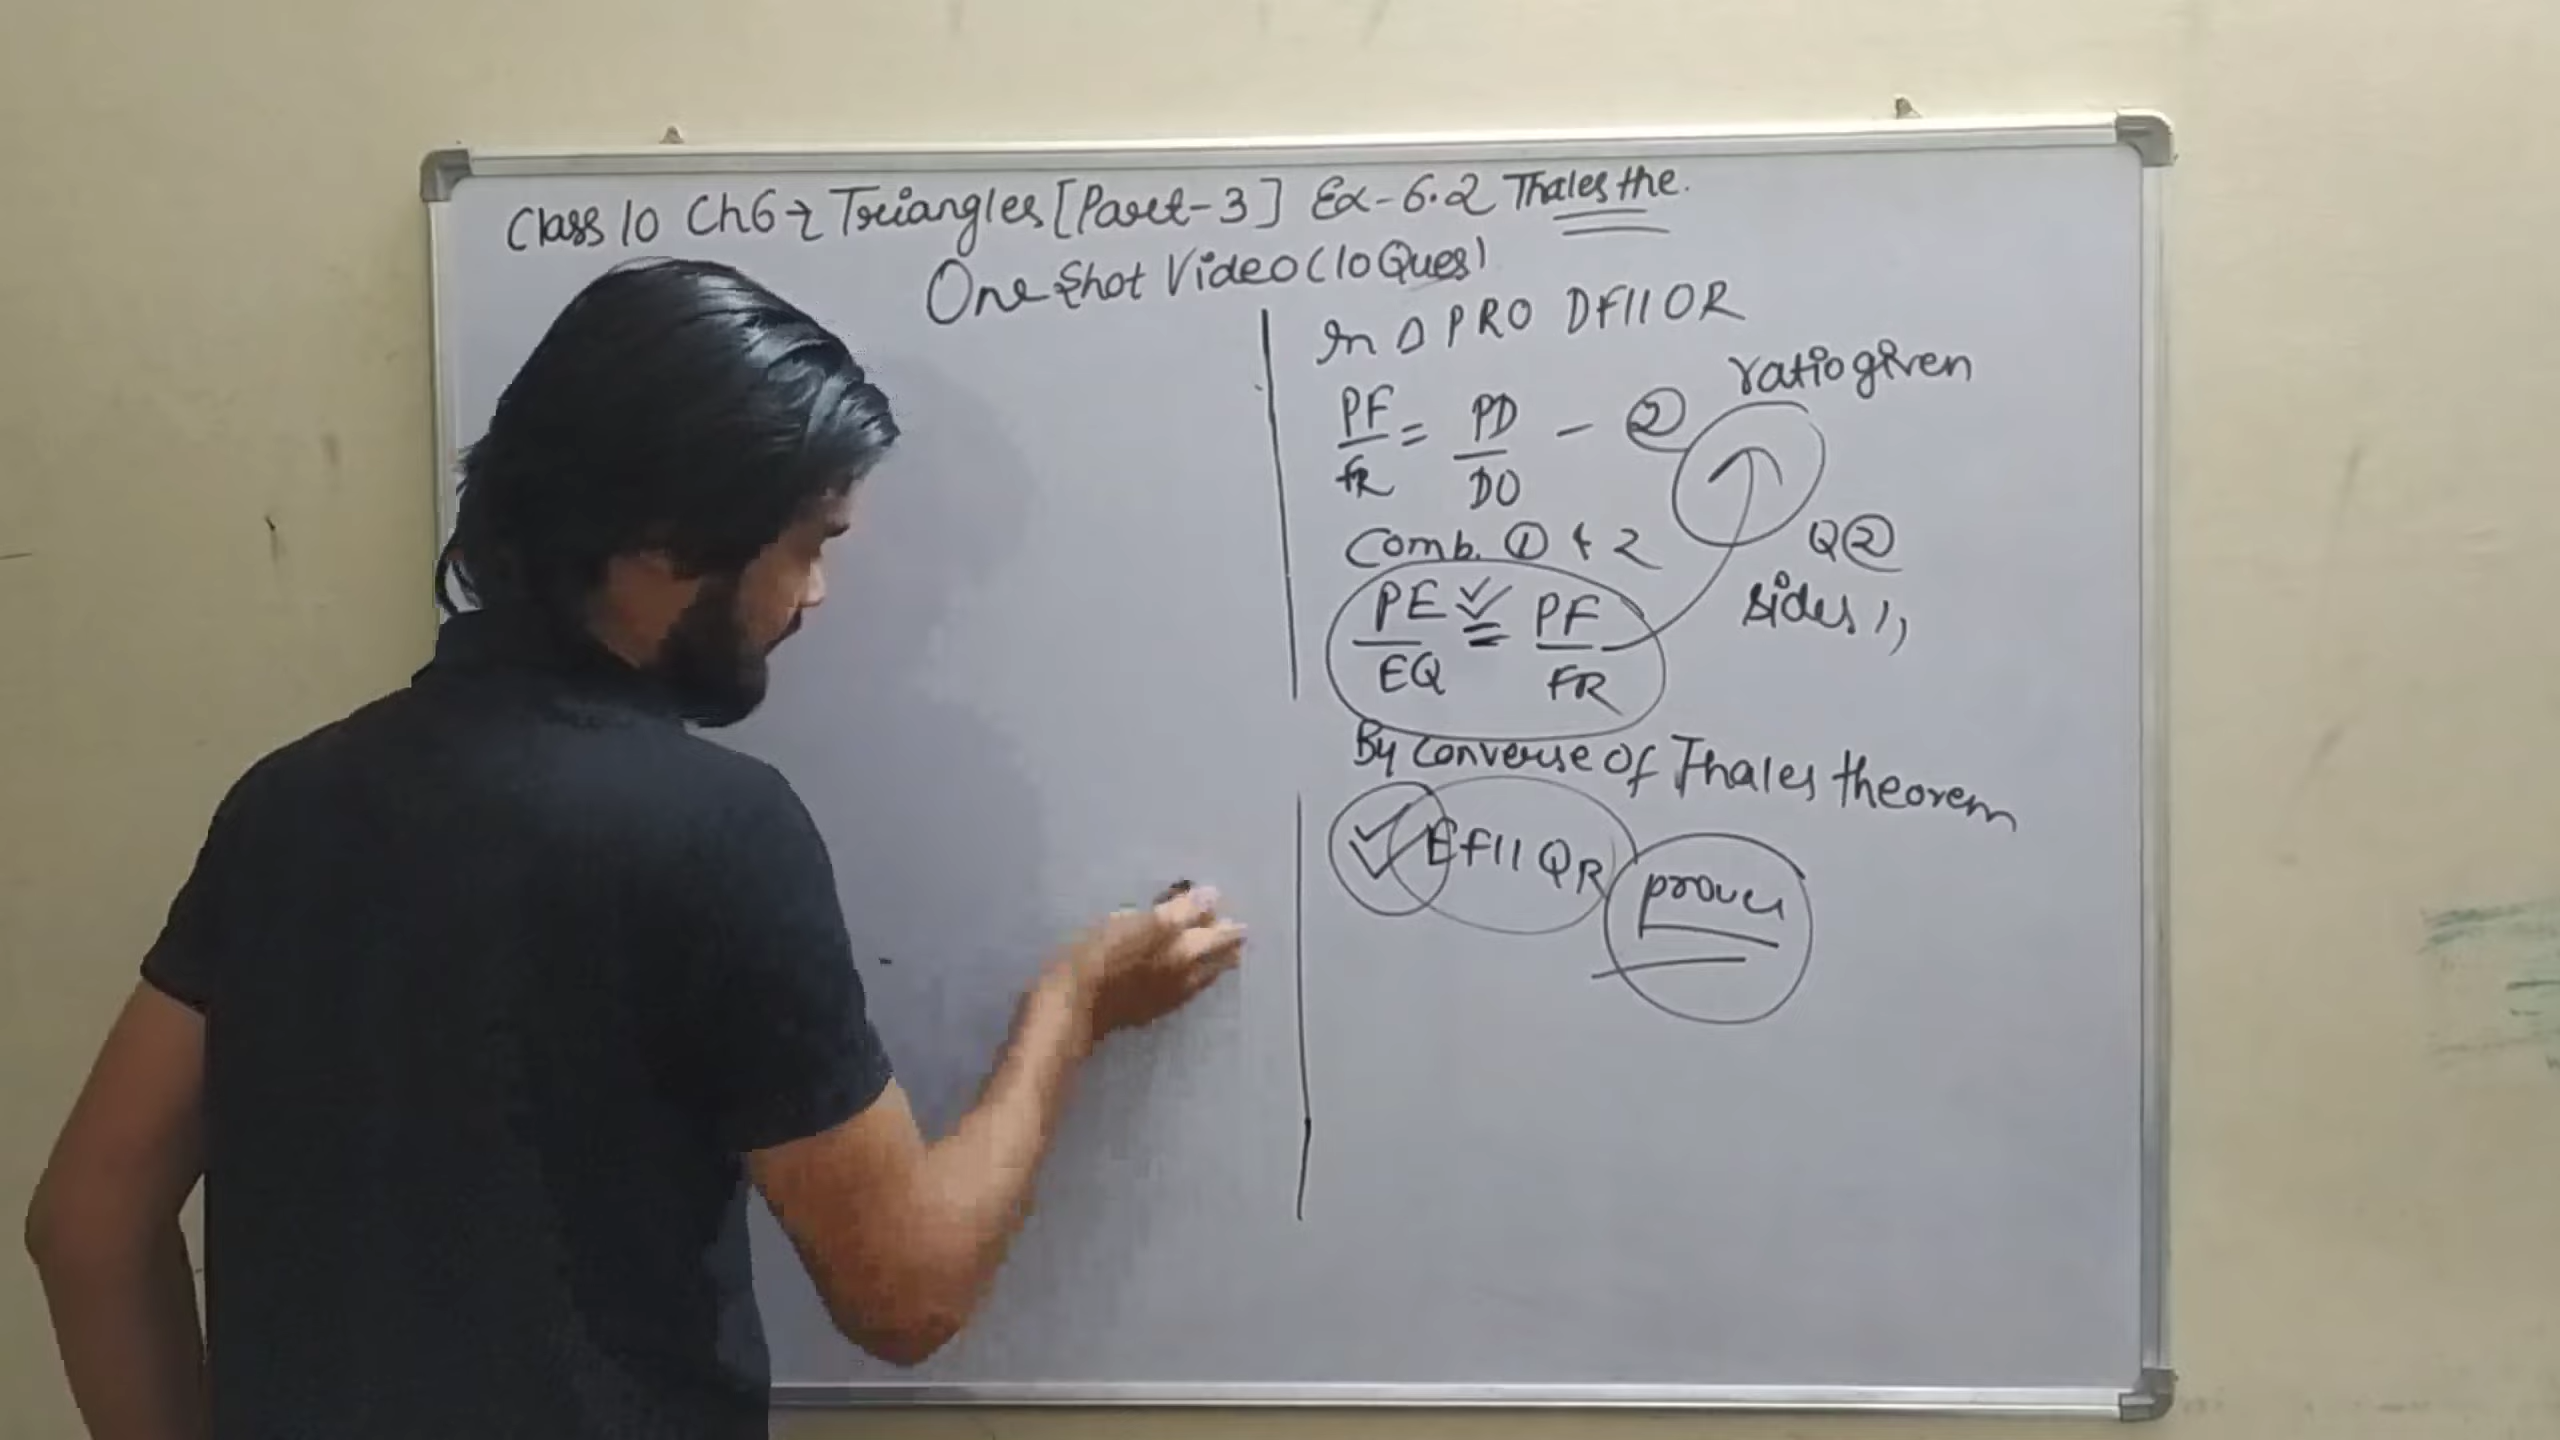 Class 10 Ch 6 → Triangles [Part-3] Ex-6.2 Thales the.
One Shot Video (10 Ques)
In Δ PRO DF || OR
ratio given
PF/FR = PD/DO - ②
Comb. ① & 2
Q②
sides ||
PE/EQ = PF/FR
By converse of Thales theorem
EF || QR